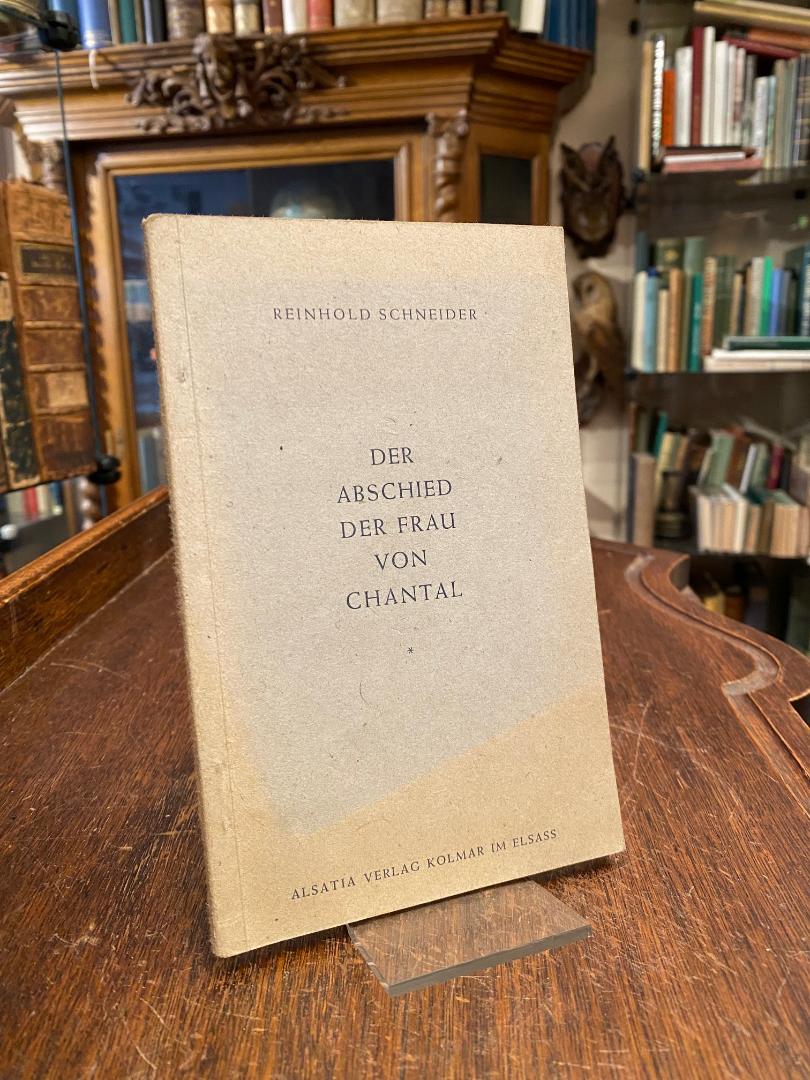 REINHOLD SCHNEIDER
DER
ABSCHIED
DER FRAU
VON
CHANTAL
*
ALSATIA VERLAG KOLMAR IM ELSASS